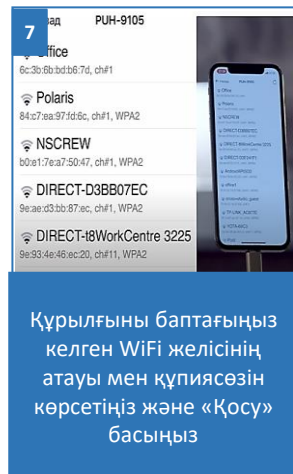 7
зад PUH-9105
Office
6c:3b:6b:bd:b6:7d, ch#1
Polaris
84:c7:ea:97:fd:6c, ch#1, WPA2
NSCREW
b0:e1:7e:a7:50:47, ch#1, WPA2
DIRECT-D3BB07EC
9e:ae:d3:bb:87:ec, ch#1, WPA2
DIRECT-t8WorkCentre 3225
9e:93:4e:46:ec:20, ch#11, WPA2
Құрылғыны баптағыңыз
келген WiFi желісінің
атауы мен құпиясөзін
көрсетіңіз және «Қосу»
басыңыз